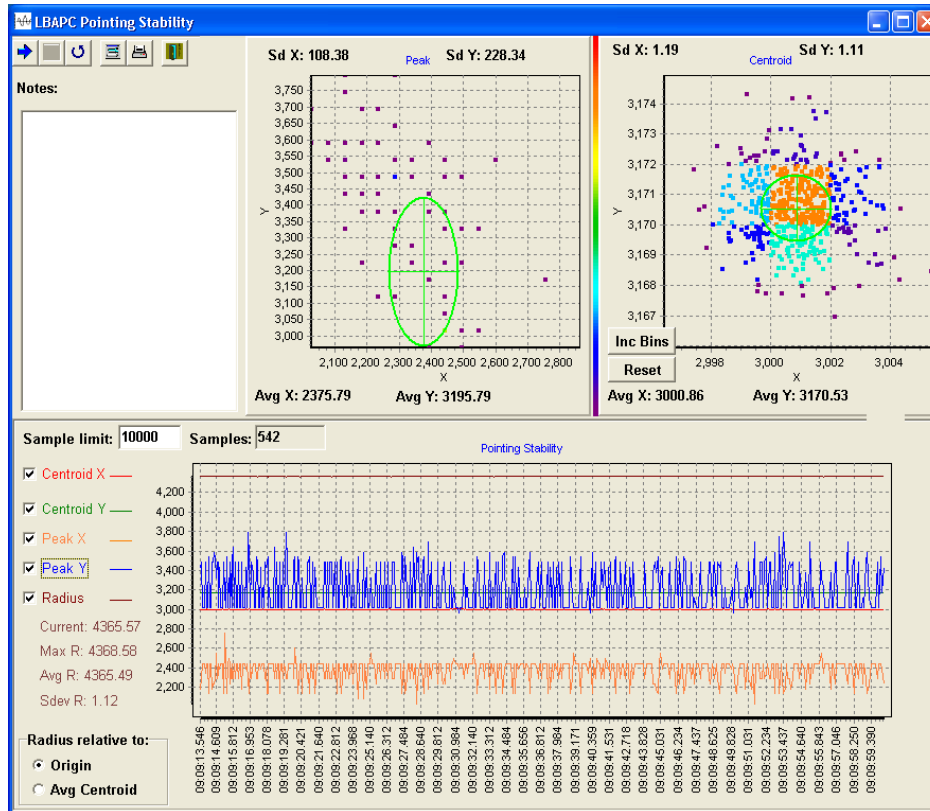 LBAPC Pointing Stability
Notes:
Sd X: 108.38 Sd Y: 228.34
Peak
3,750
3,700
3,650
3,600
3,550
3,500
3,450
3,400
3,350
3,300
3,250
3,200
3,150
3,100
3,050
3,000
Y
2,100 2,200 2,300 2,400 2,500 2,600 2,700 2,800
X
Avg X: 2375.79 Avg Y: 3195.79
Sd X: 1.19 Sd Y: 1.11
Centroid
3,174
3,173
3,172
3,171
3,170
3,169
3,168
3,167
Y
Inc Bins
Reset
2,998 3,000 3,002 3,004
X
Avg X: 3000.86 Avg Y: 3170.53
Sample limit: 10000 Samples: 542
Pointing Stability
Centroid X
Centroid Y
Peak X
Peak Y
Radius
Current: 4365.57
Max R: 4368.58
Avg R: 4365.49
Sdev R: 1.12
Radius relative to:
Origin
Avg Centroid
4,200
4,000
3,800
3,600
3,400
3,200
3,000
2,800
2,600
2,400
2,200
09:09:13.546
09:09:14.609
09:09:15.812
09:09:16.953
09:09:18.078
09:09:19.281
09:09:20.421
09:09:21.640
09:09:22.812
09:09:23.968
09:09:25.140
09:09:26.312
09:09:27.484
09:09:28.640
09:09:29.812
09:09:30.984
09:09:32.140
09:09:33.312
09:09:34.484
09:09:35.656
09:09:36.812
09:09:37.984
09:09:39.171
09:09:40.359
09:09:41.531
09:09:42.718
09:09:43.828
09:09:45.031
09:09:46.234
09:09:47.468
09:09:48.625
09:09:49.828
09:09:51.031
09:09:52.234
09:09:53.437
09:09:54.640
09:09:55.843
09:09:57.046
09:09:58.250
09:09:59.390